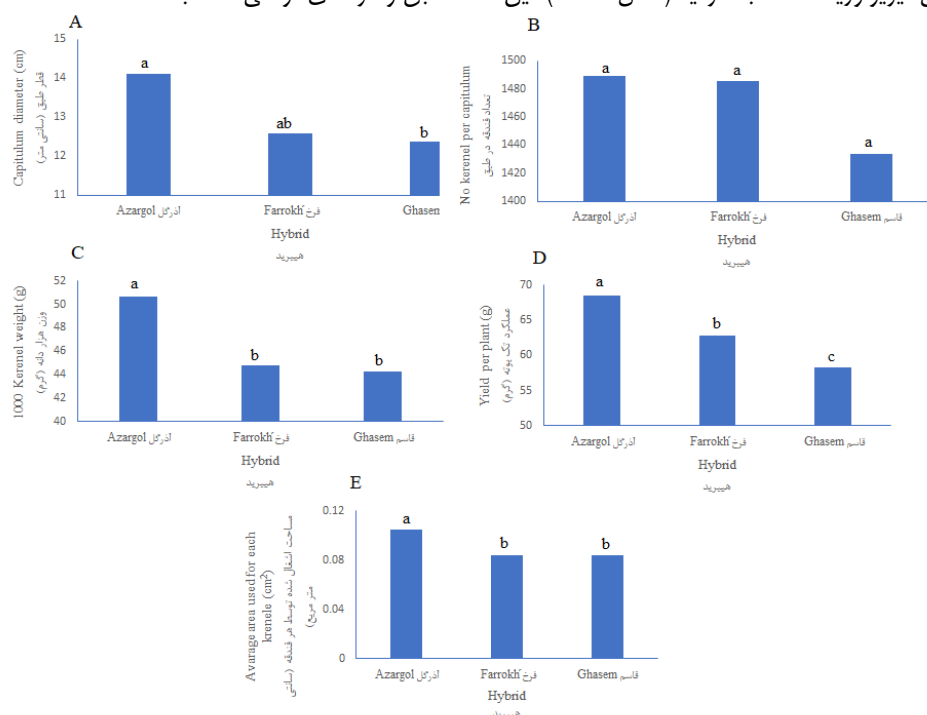 A
Capitulum diameter (cm)
قطر طبق (سانتی متر)
15
14
13
12
11
a
ab
b
Azargol آذرگل
Farrokh فرخ
Ghasem
Hybrid
هیبرید
B
No kerenel per capitulum
تعداد فندقه در طبق
1500
1480
1460
1440
1420
1400
a
a
a
Azargol آذرگل
Farrokh فرخ
Ghasem قاسم
Hybrid
هیبرید
C
1000 Kerenel weight (g)
وزن هزار دانه (گرم)
52
50
48
46
44
42
40
a
b
b
Azargol آذرگل
Farrokh فرخ
Ghasem قاسم
Hybrid
هیبرید
D
Yield per plant (g)
عملکرد تک بوته (گرم)
70
65
60
55
50
a
b
c
Azargol آذرگل
Farrokh فرخ
Ghasem قاسم
Hybrid
هیبرید
E
Avarage area used for each
krenele (cm²)
مساحت اشغال شده توسط هر فندقه (سانتی
متر مربع)
0.12
0.08
0.04
0
a
b
b
Azargol آذرگل
Farrokh فرخ
Ghasem قاسم
Hybrid
هیبرید